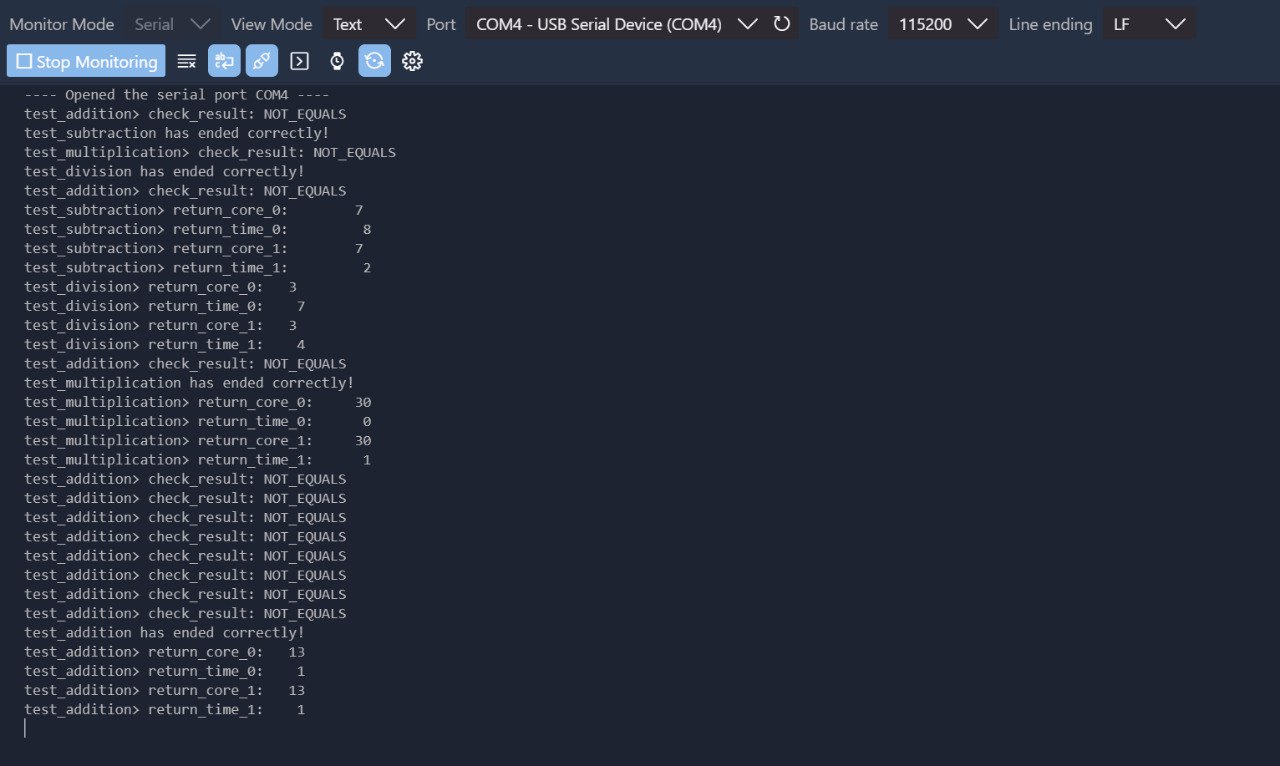 Monitor Mode Serial View Mode Text Port COM4 - USB Serial Device (COM4) Baud rate 115200 Line ending LF
Stop Monitoring
---- Opened the serial port COM4 ----
test_addition> check_result: NOT_EQUALS
test_subtraction has ended correctly!
test_multiplication> check_result: NOT_EQUALS
test_division has ended correctly!
test_addition> check_result: NOT_EQUALS
test_subtraction> return_core_0: 7
test_subtraction> return_time_0: 8
test_subtraction> return_core_1: 7
test_subtraction> return_time_1: 2
test_division> return_core_0: 3
test_division> return_time_0: 7
test_division> return_core_1: 3
test_division> return_time_1: 4
test_addition> check_result: NOT_EQUALS
test_multiplication has ended correctly!
test_multiplication> return_core_0: 30
test_multiplication> return_time_0: 0
test_multiplication> return_core_1: 30
test_multiplication> return_time_1: 1
test_addition> check_result: NOT_EQUALS
test_addition> check_result: NOT_EQUALS
test_addition> check_result: NOT_EQUALS
test_addition> check_result: NOT_EQUALS
test_addition> check_result: NOT_EQUALS
test_addition> check_result: NOT_EQUALS
test_addition> check_result: NOT_EQUALS
test_addition> check_result: NOT_EQUALS
test_addition has ended correctly!
test_addition> return_core_0: 13
test_addition> return_time_0: 1
test_addition> return_core_1: 13
test_addition> return_time_1: 1